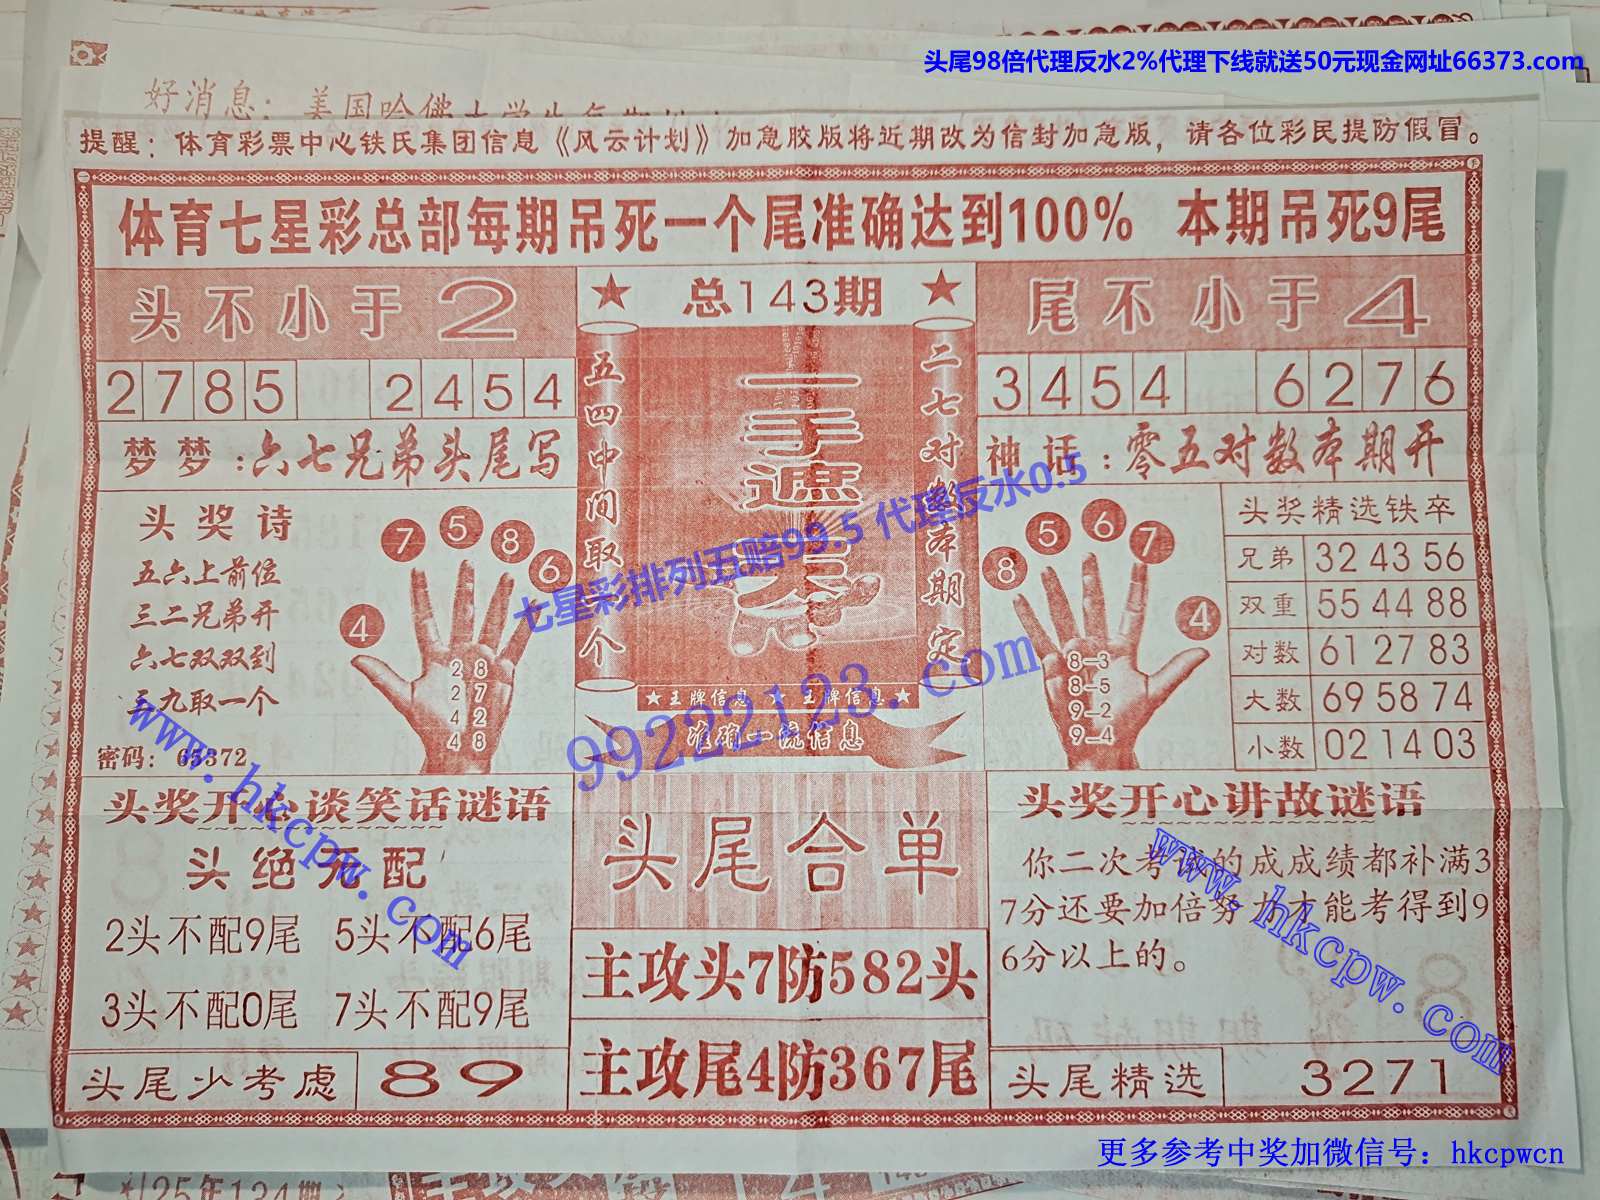 头尾98倍代理反水2%代理下线就送50元现金网址66373.com
好消息：美国哈佛大学生
提醒：体育彩票中心铁氏集团信息《风云计划》加急胶版将近期改为信封加急版，请各位彩民提防假冒。
体育七星彩总部每期吊死一个尾准确达到100% 本期吊死9尾
头不小于2
2785 2454
梦梦：六七兄弟头尾写
头奖诗
五六上前位
三二兄弟开
六七双双到
三九取一个
密码：65372
7 5 8 6 4
2 8
2 7
4 2
4 8
总143期
五四中间取一个
一手遮天
二七对数本期定
★王牌信息 ★ 王牌信息★
准确一流信息
尾不小于4
3454 6276
神话：零五对数本期开
8 5 6 7 4
8-3
8-5
9-2
9-4
头奖精选铁卒
兄弟 32 43 56
双重 55 44 88
对数 61 27 83
大数 69 58 74
小数 02 14 03
头奖开心谈笑话谜语
头绝无配
2头不配9尾 5头不配6尾
3头不配0尾 7头不配9尾
头尾少考虑 89
头尾合单
主攻头7防582头
主攻尾4防367尾
头奖开心讲故谜语
你二次考试的成成绩都补满3
7分还要加倍努力才能考得到9
6分以上的。
头尾精选 3271
七星彩排列五赔99.5 代理反水0.5
99222123.com
www.hkcpw.com
www.hkcpw.com
更多参考中奖加微信号：hkcpwcn
25年134期